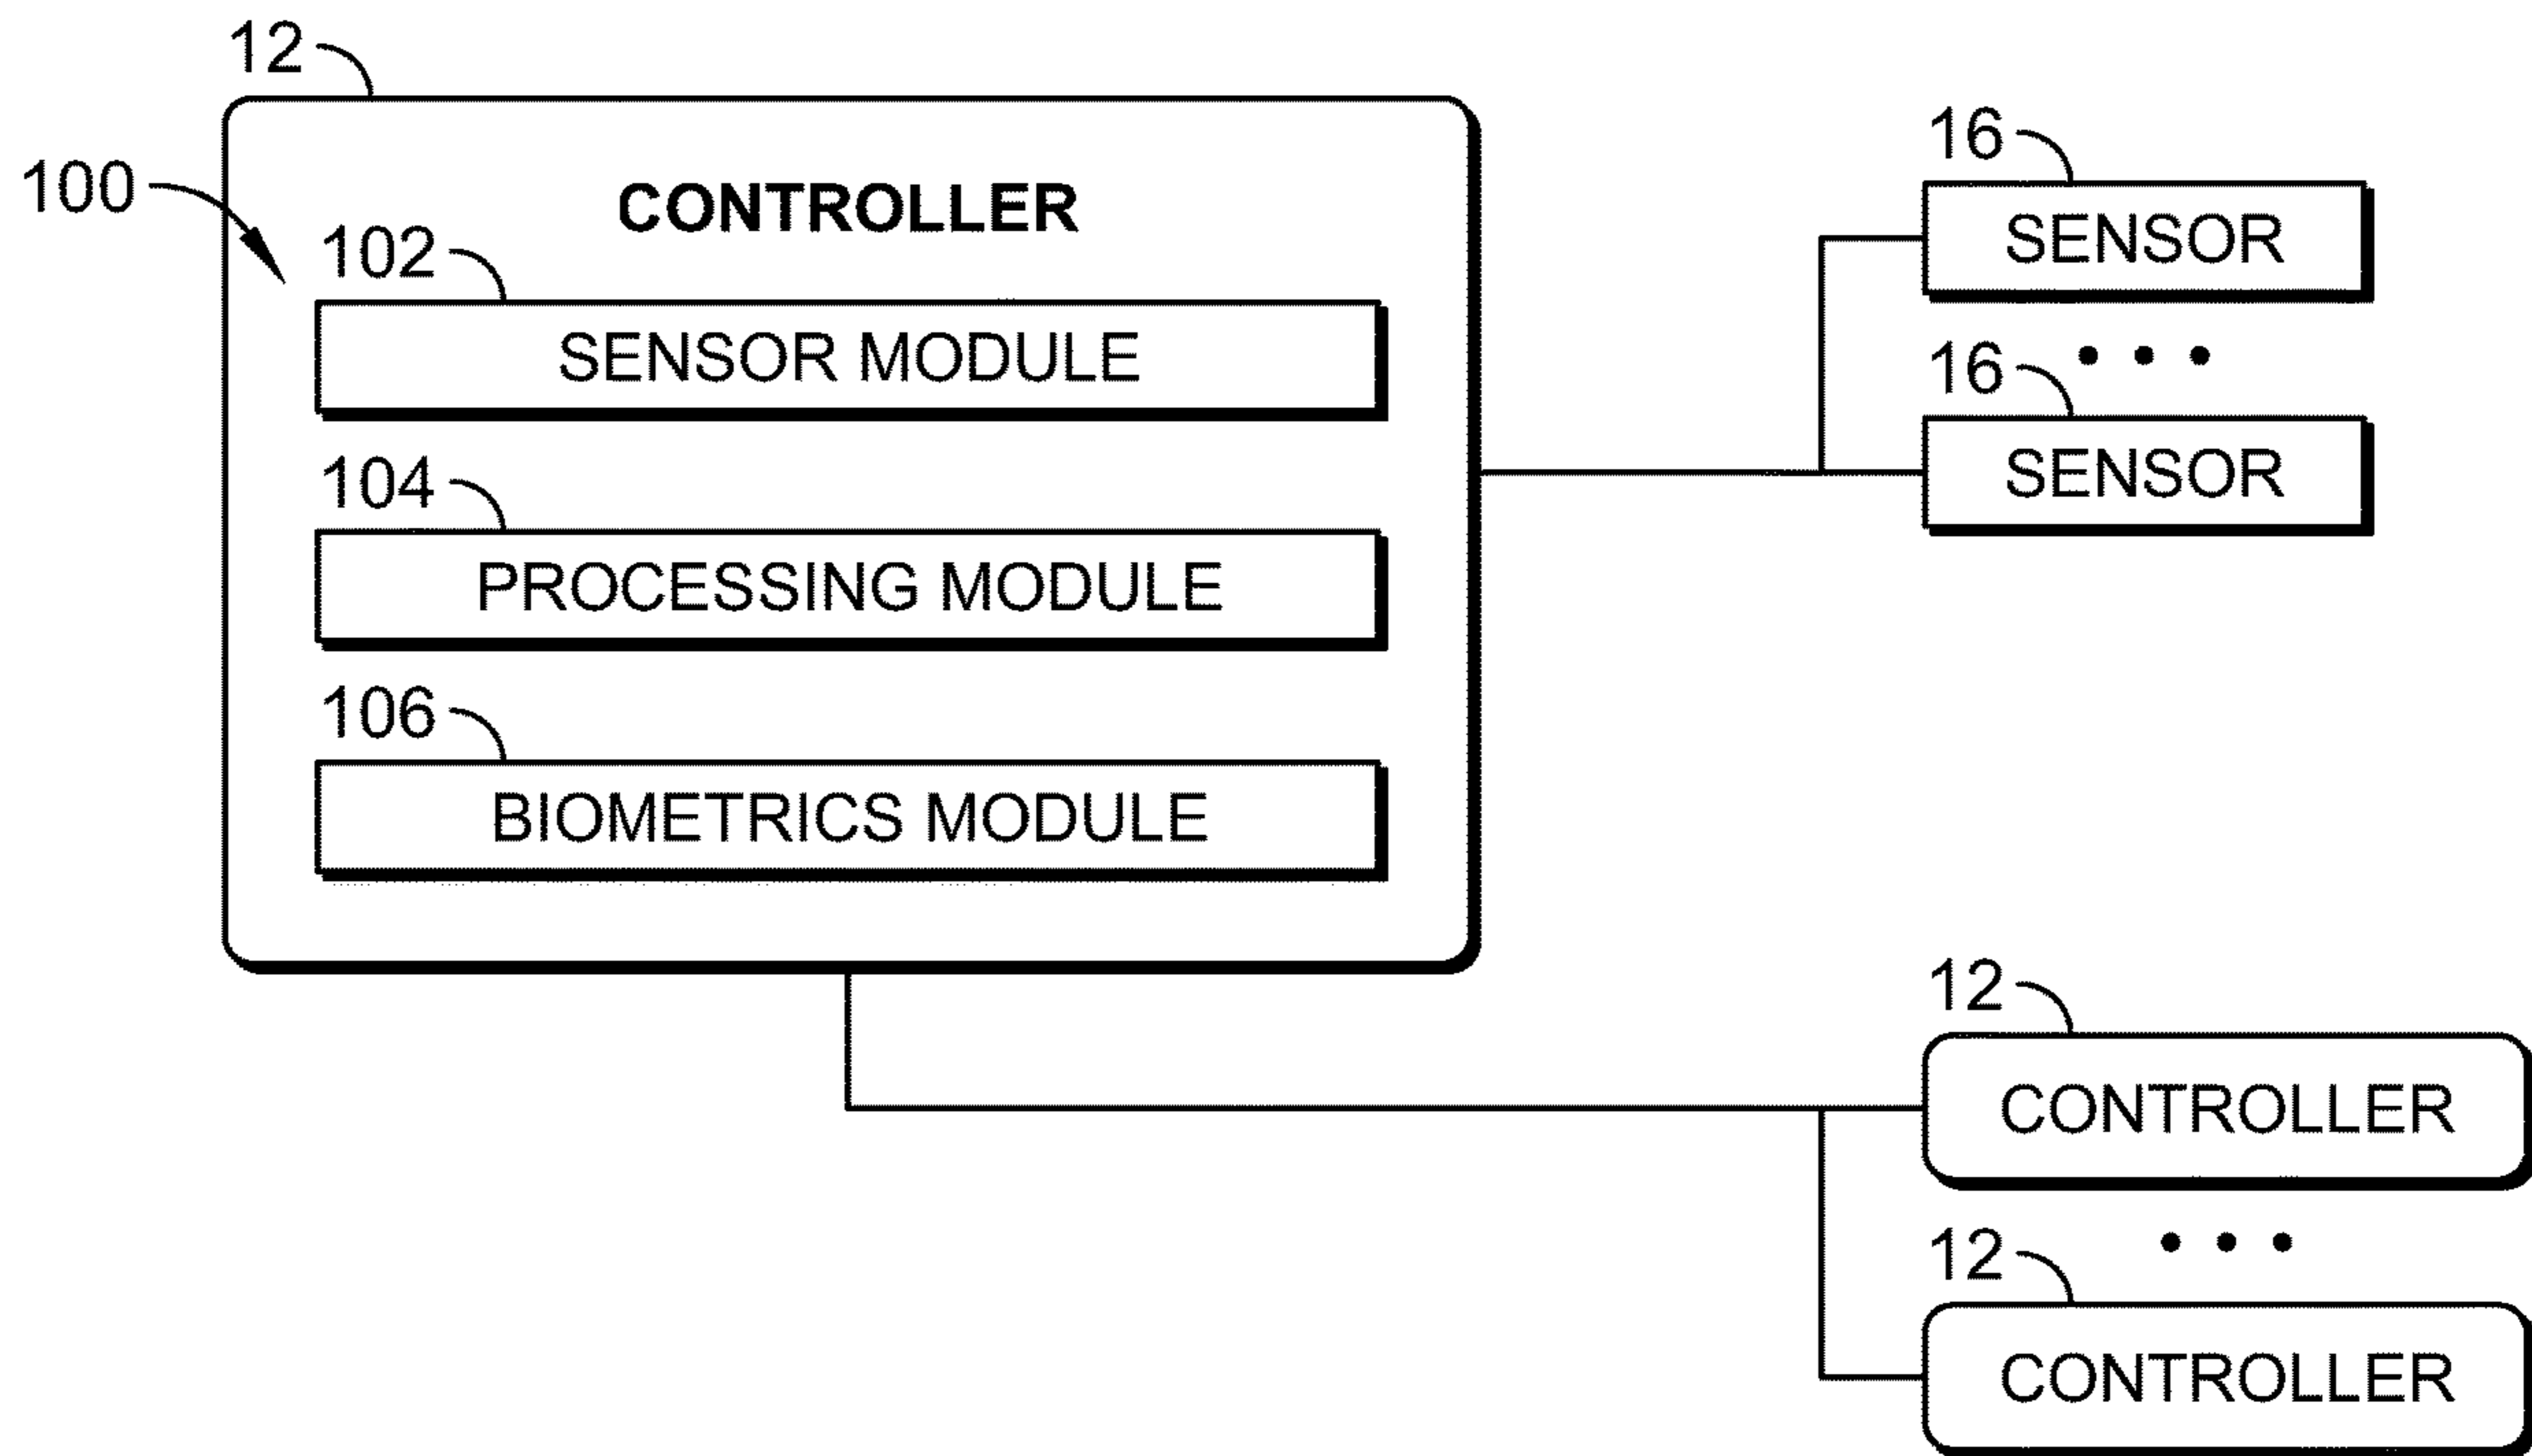 12
100
CONTROLLER
102
SENSOR MODULE
104
PROCESSING MODULE
106
BIOMETRICS MODULE
16
SENSOR
• • •
16
SENSOR
12
CONTROLLER
• • •
12
CONTROLLER